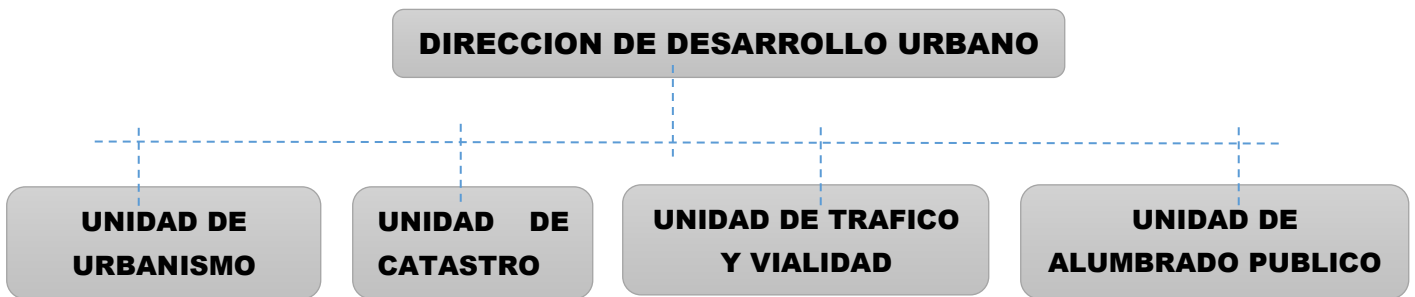 DIRECCION DE DESARROLLO URBANO
UNIDAD DE
URBANISMO
UNIDAD DE
CATASTRO
UNIDAD DE TRAFICO
Y VIALIDAD
UNIDAD DE
ALUMBRADO PUBLICO